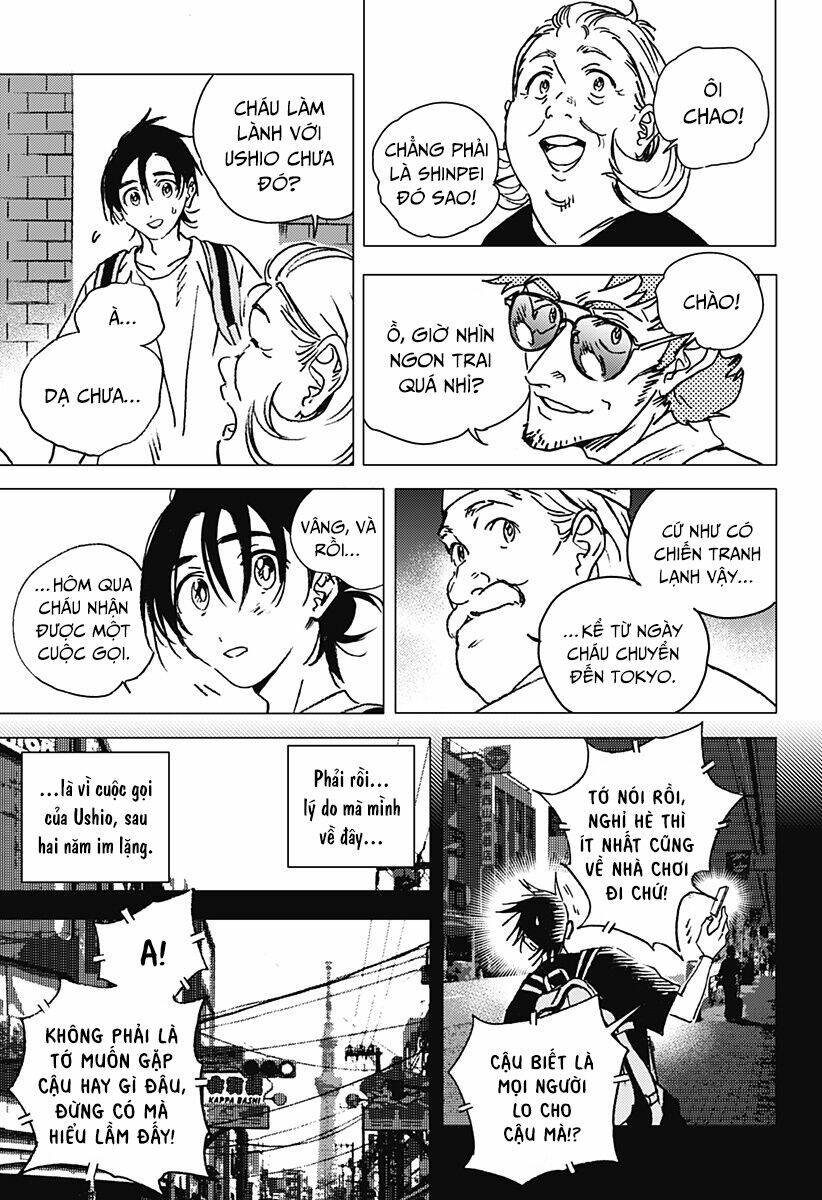 ÔI
CHAO!
CHẲNG PHẢI
LÀ SHINPEI
ĐÓ SAO!
CHÀO!
Ồ, GIỜ NHÌN
NGON TRAI
QUÁ NHỈ?
CHÁU LÀM
LÀNH VỚI
USHIO CHƯA
ĐÓ?
À...
DẠ CHƯA...
CỨ NHƯ CÓ
CHIẾN TRANH
LẠNH VẬY...
...KỂ TỪ NGÀY
CHÁU CHUYỂN
ĐẾN TOKYO.
VÂNG, VÀ
RỒI...
...HÔM QUA
CHÁU NHẬN
ĐƯỢC MỘT
CUỘC GỌI.
Phải rồi...
lý do mà mình
về đây...
...là vì cuộc gọi
của Ushio, sau
hai năm im lặng.
TỚ NÓI RỒI,
NGHỈ HÈ THÌ
ÍT NHẤT CŨNG
VỀ NHÀ CHƠI
ĐI CHỨ!
CẬU BIẾT LÀ
MỌI NGƯỜI
LO CHO
CẬU MÀ!?
A!
KHÔNG PHẢI LÀ
TỚ MUỐN GẶP
CẬU HAY GÌ ĐÂU,
ĐỪNG CÓ MÀ
HIỂU LẦM ĐẤY!
KAPPA BASHI